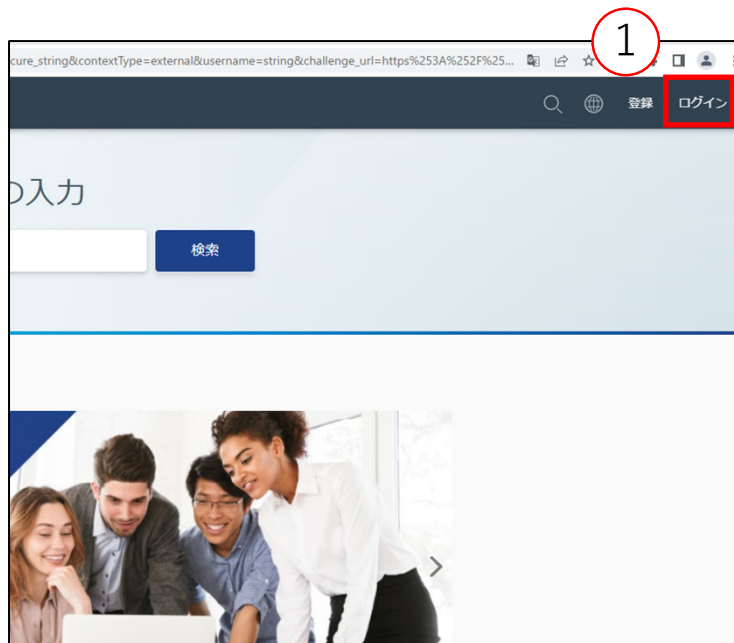 1
cure_string&contextType=external&username=string&challenge_url=https%253A%252F%25...
登録 ログイン
の入力
検索